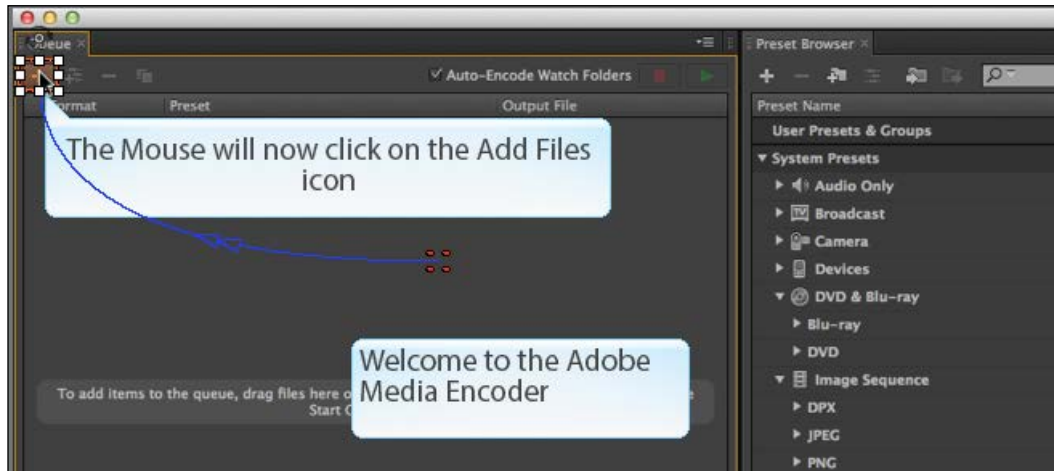 Queue
Preset Browser
Auto-Encode Watch Folders
Format Preset Output File
Preset Name
The Mouse will now click on the Add Files
icon
User Presets & Groups
System Presets
Audio Only
TV Broadcast
Camera
Devices
DVD & Blu-ray
Blu-ray
DVD
Image Sequence
DPX
JPEG
PNG
Welcome to the Adobe
Media Encoder
To add items to the queue, drag files here
Start